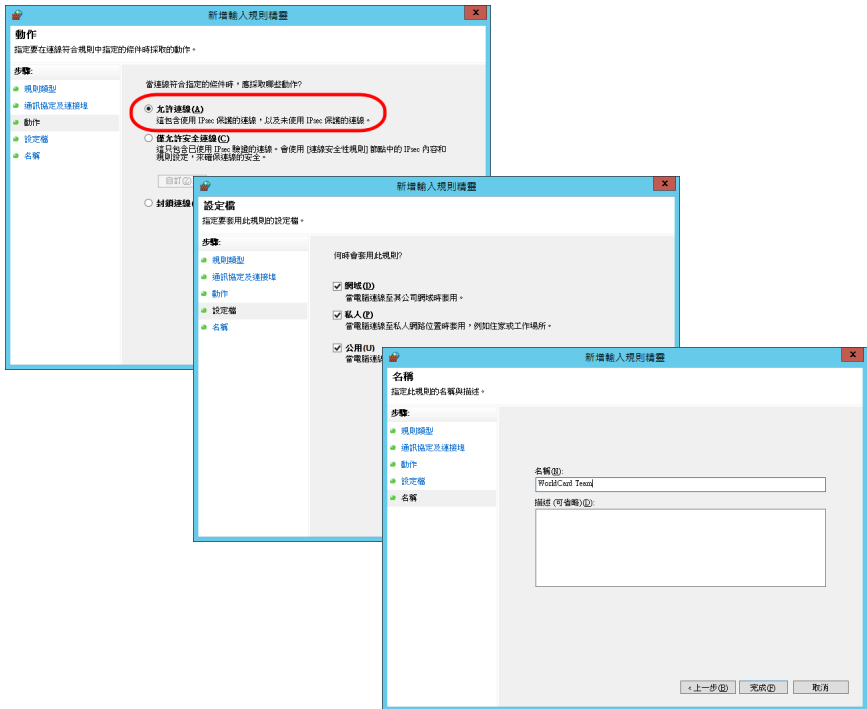 新增輸入規則精靈
x
動作
指定要在連線符合規則中指定的條件時採取的動作。
步驟:
規則類型
通訊協定及連接埠
動作
設定檔
名稱
當連線符合指定的條件時，應採取哪些動作?
允許連線(A)
這包含使用 IPsec 保護的連線，以及未使用 IPsec 保護的連線。
僅允許安全連線(C)
這只包含已使用 IPsec 驗證的連線。會使用 [連線安全性規則] 節點中的 IPsec 內容和
規則設定，來確保連線的安全。
自訂(Z)
封鎖連線
新增輸入規則精靈
x
設定檔
指定要套用此規則的設定檔。
步驟:
規則類型
通訊協定及連接埠
動作
設定檔
名稱
何時會套用此規則?
網域(D)
當電腦連線至其公司網域時套用。
私人(P)
當電腦連線至私人網路位置時套用，例如住家或工作場所。
公用(U)
當電腦連
新增輸入規則精靈
x
名稱
指定此規則的名稱與描述。
步驟:
規則類型
通訊協定及連接埠
動作
設定檔
名稱
名稱(N):
WorldCard Team
描述 (可省略)(D):
<上一步(B)
完成(F)
取消